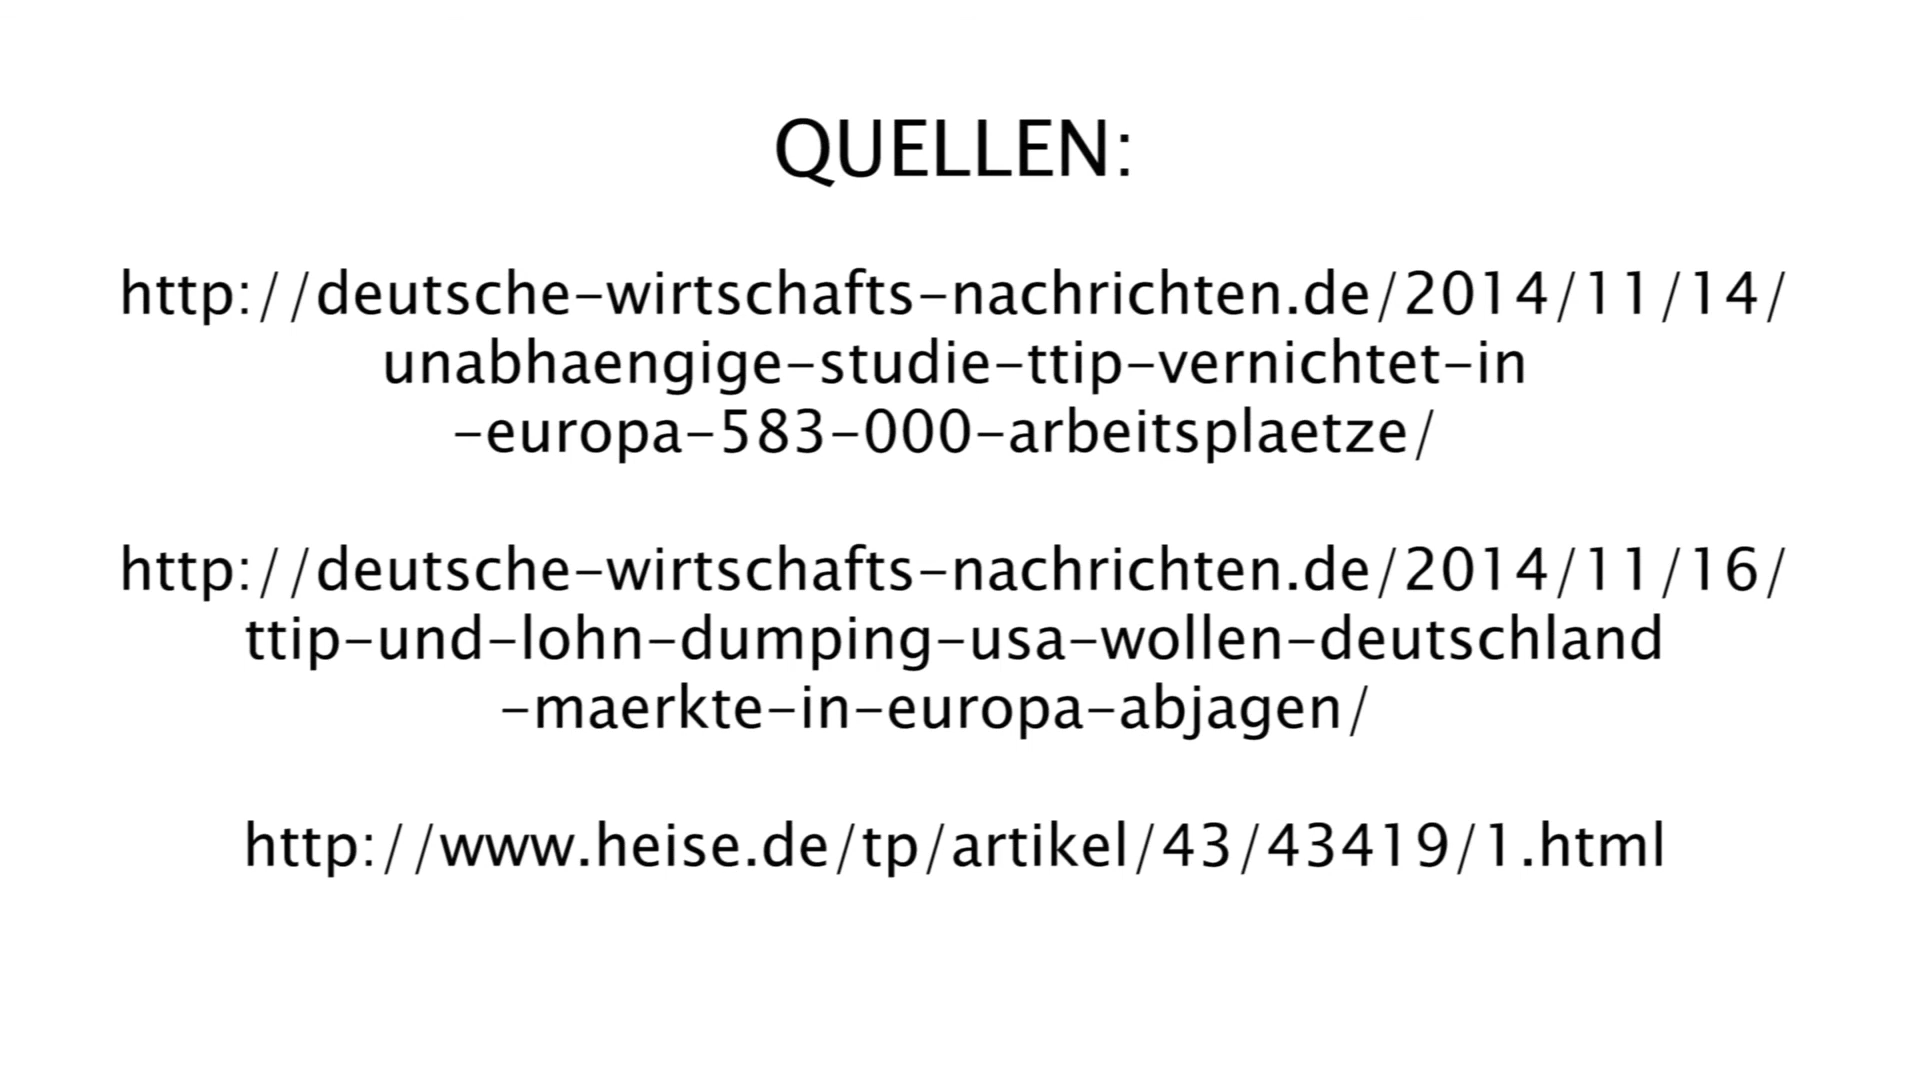 QUELLEN:
http://deutsche-wirtschafts-nachrichten.de/2014/11/14/
unabhaengige-studie-ttip-vernichtet-in
-europa-583-000-arbeitsplaetze/
http://deutsche-wirtschafts-nachrichten.de/2014/11/16/
ttip-und-lohn-dumping-usa-wollen-deutschland
-maerkte-in-europa-abjagen/
http://www.heise.de/tp/artikel/43/43419/1.html